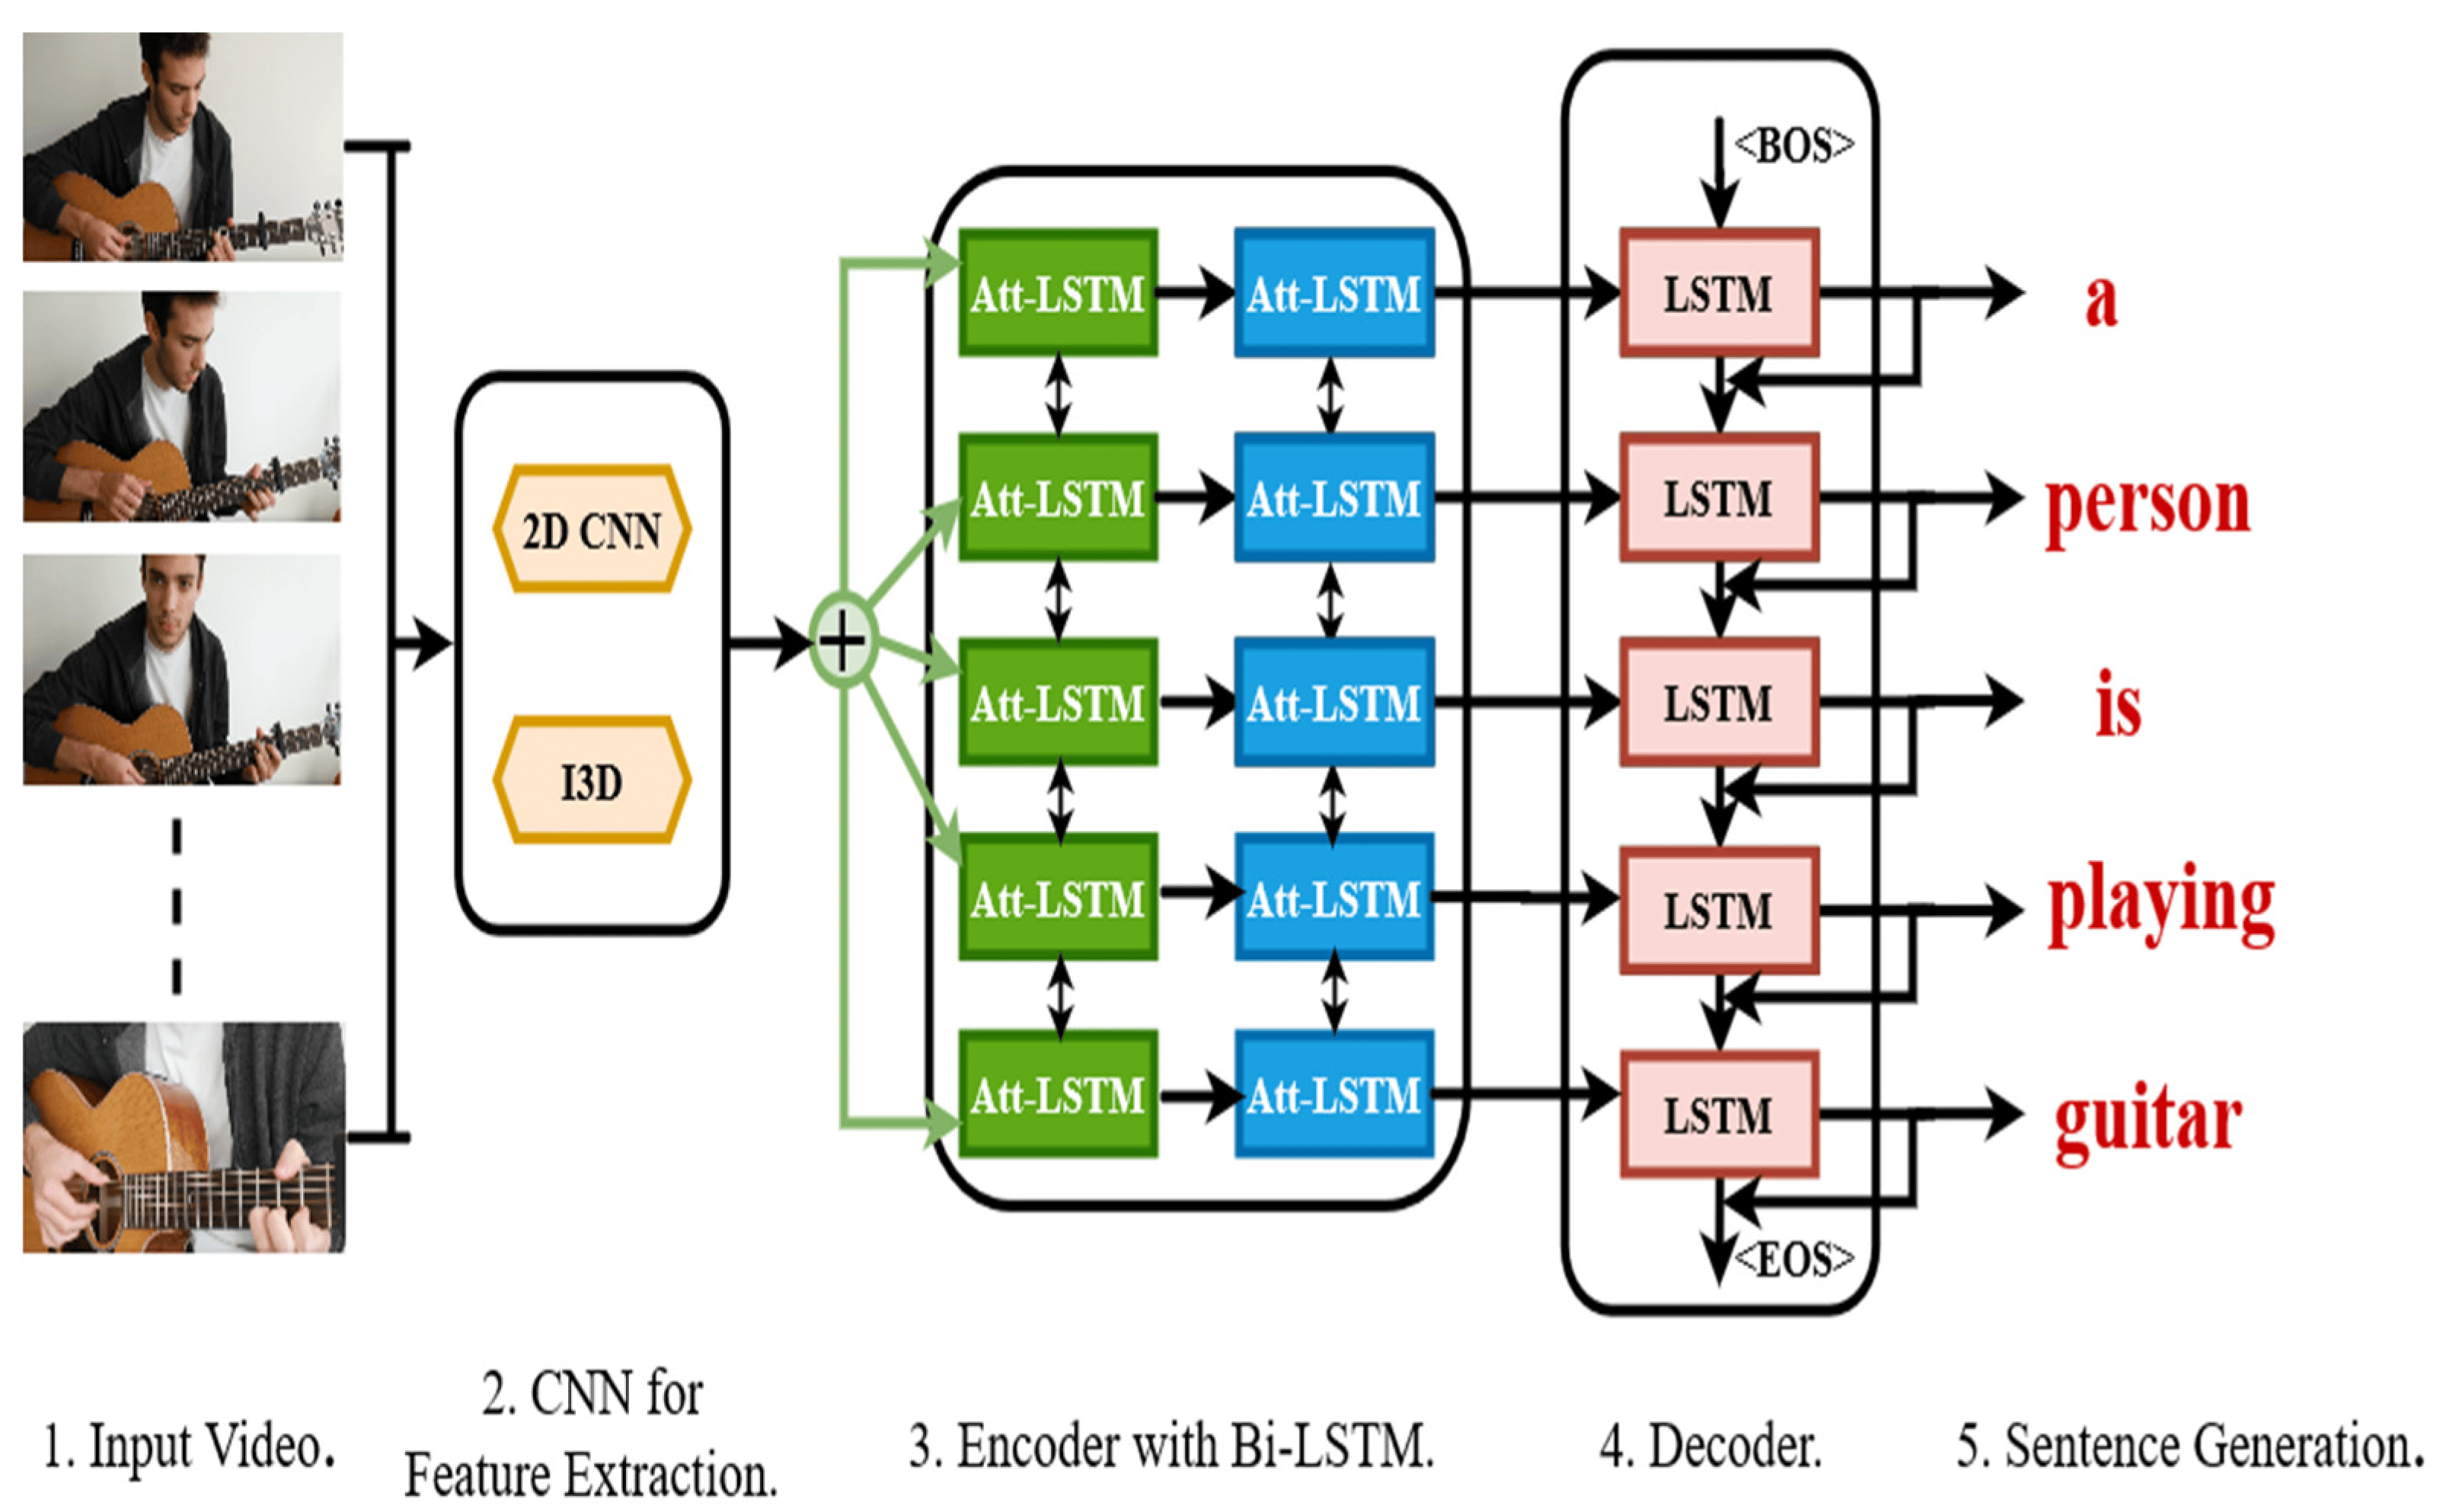 <BOS>
Att-LSTM Att-LSTM LSTM a
2D CNN Att-LSTM Att-LSTM LSTM person
I3D Att-LSTM Att-LSTM LSTM is
+
Att-LSTM Att-LSTM LSTM playing
Att-LSTM Att-LSTM LSTM guitar
<EOS>
1. Input Video.
2. CNN for
Feature Extraction.
3. Encoder with Bi-LSTM.
4. Decoder.
5. Sentence Generation.